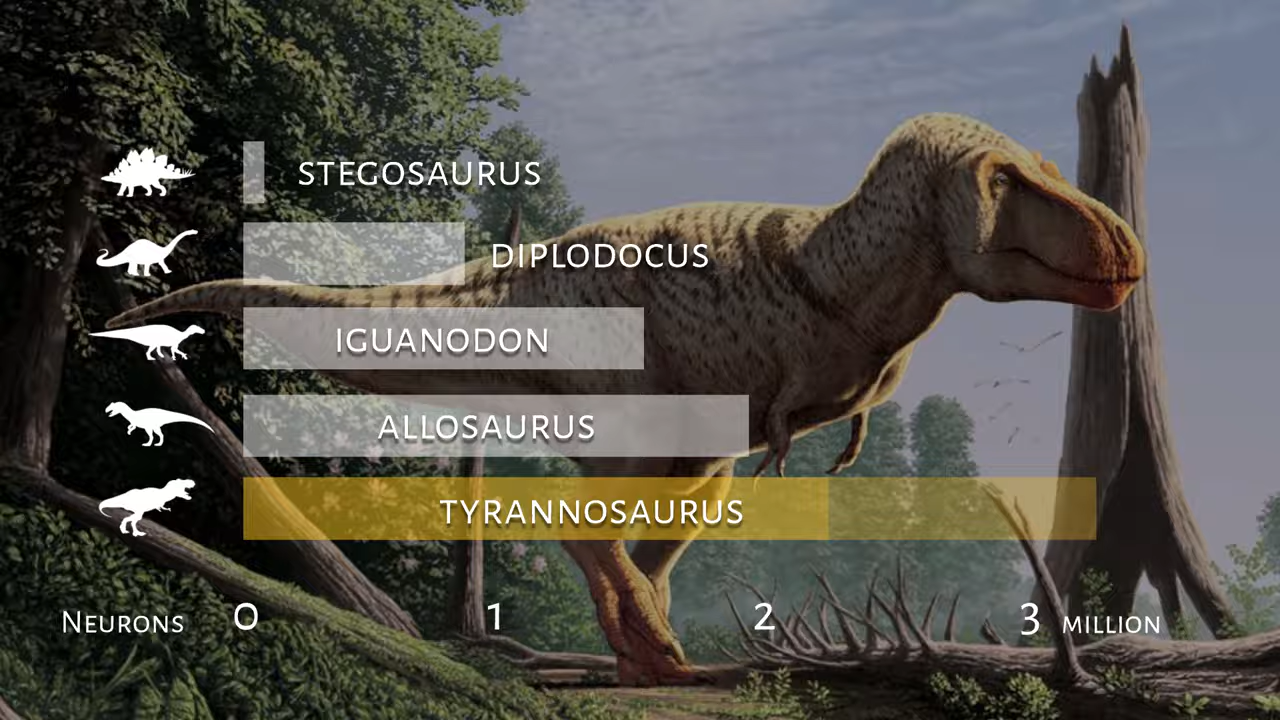 STEGOSAURUS
DIPLODOCUS
IGUANODON
ALLOSAURUS
TYRANNOSAURUS
NEURONS 0 1 2 3 MILLION